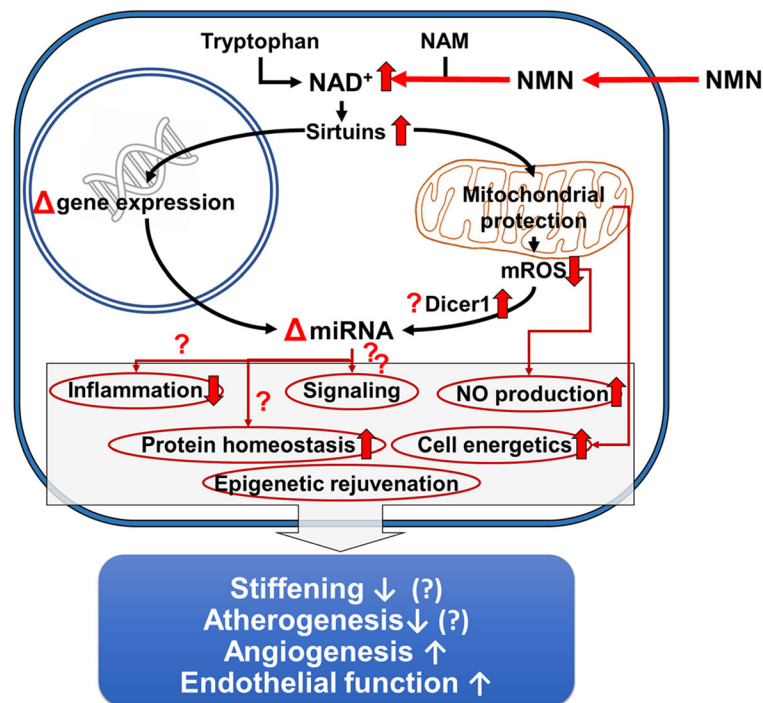 Tryptophan
NAM
NAD+
NMN
NMN
Sirtuins
Δ gene expression
Mitochondrial
protection
mROS
? Dicer1
Δ miRNA
?
?
?
Inflammation
Signaling
NO production
?
Protein homeostasis
Cell energetics
Epigenetic rejuvenation
Stiffening ↓ (?)
Atherogenesis↓ (?)
Angiogenesis ↑
Endothelial function ↑